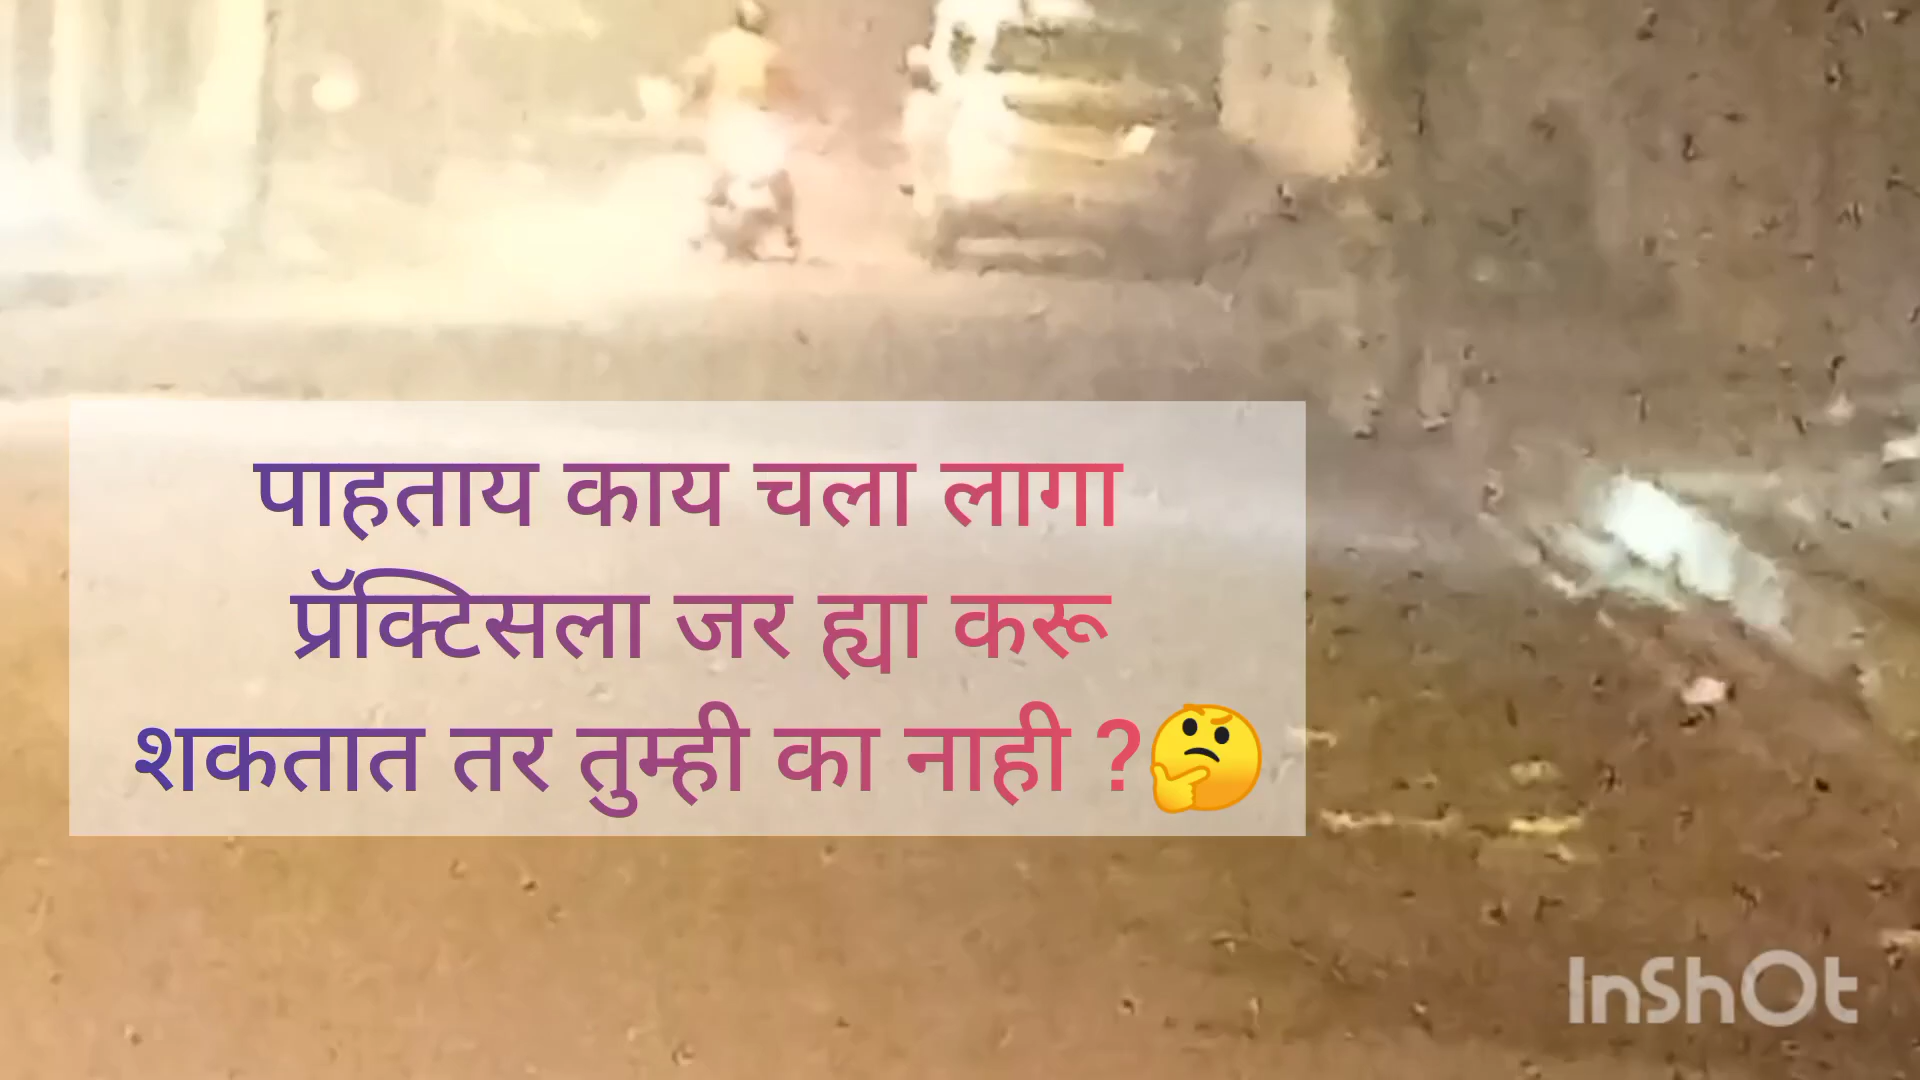 पाहताय काय चला लागा
प्रॅक्टिसला जर ह्या करू
शकतात तर तुम्ही का नाही ?🤔
InShOt